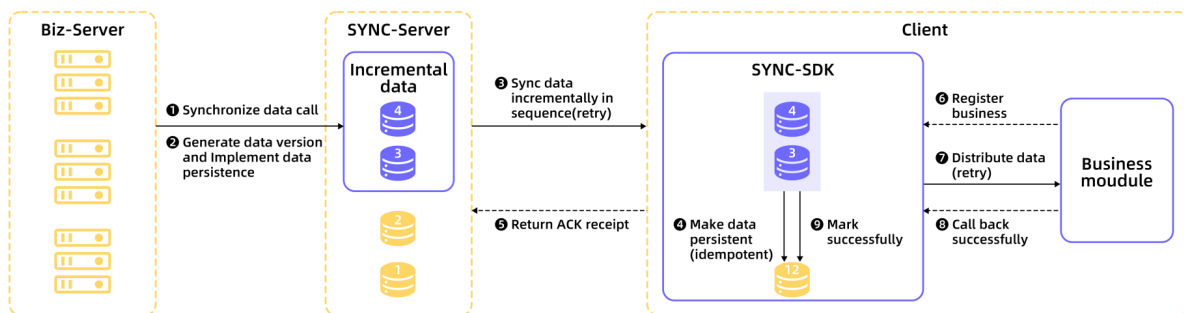 Biz-Server
SYNC-Server
Client
Incremental
data
4
3
2
1
❶ Synchronize data call
❷ Generate data version
and Implement data
persistence
❸ Sync data
incrementally in
sequence(retry)
❺ Return ACK receipt
SYNC-SDK
4
3
❹ Make data
persistent
(idempotent)
❾ Mark
successfully
12
❻ Register
business
❼ Distribute data
(retry)
❽ Call back
successfully
Business
moudule